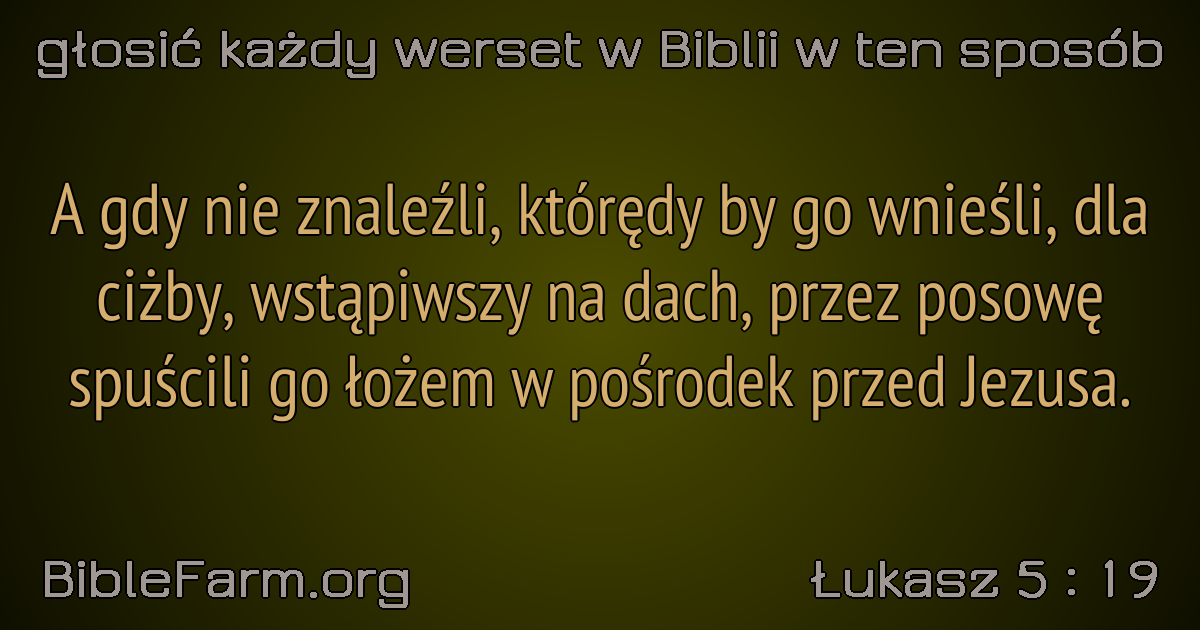 głosić każdy werset w Biblii w ten sposób
A gdy nie znaleźli, którędy by go wnieśli, dla
ciżby, wstąpiwszy na dach, przez posowę
spuścili go łożem w pośrodek przed Jezusa.
BibleFarm.org
Łukasz 5 : 19